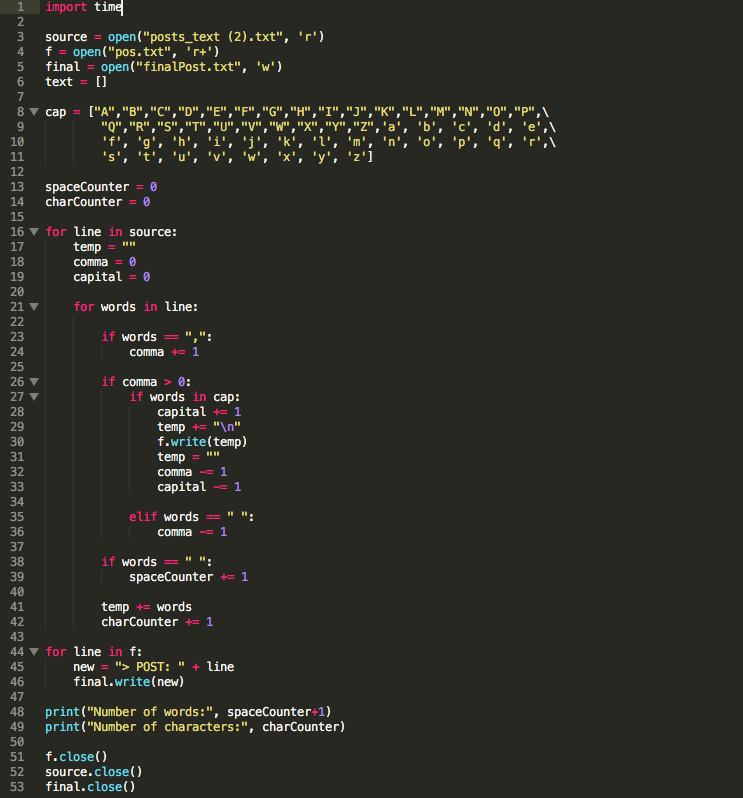 1 import time
2
3 source = open("posts_text (2).txt", 'r')
4 f = open("pos.txt", 'r+')
5 final = open("finalPost.txt", 'w')
6 text = []
7
8 cap = ["A","B","C","D","E","F","G","H","I","J","K","L","M","N","O","P",\
9 "Q","R","S","T","U","V","W","X","Y","Z",'a', 'b', 'c', 'd', 'e',\
10 'f', 'g', 'h', 'i', 'j', 'k', 'l', 'm', 'n', 'o', 'p', 'q', 'r',\
11 's', 't', 'u', 'v', 'w', 'x', 'y', 'z']
12
13 spaceCounter = 0
14 charCounter = 0
15
16 for line in source:
17 temp = ""
18 comma = 0
19 capital = 0
20
21 for words in line:
22
23 if words == ",":
24 comma += 1
25
26 if comma > 0:
27 if words in cap:
28 capital += 1
29 temp += "\n"
30 f.write(temp)
31 temp = ""
32 comma -= 1
33 capital -= 1
34
35 elif words == " ":
36 comma -= 1
37
38 if words == " ":
39 spaceCounter += 1
40
41 temp += words
42 charCounter += 1
43
44 for line in f:
45 new = "> POST: " + line
46 final.write(new)
47
48 print("Number of words:", spaceCounter+1)
49 print("Number of characters:", charCounter)
50
51 f.close()
52 source.close()
53 final.close()